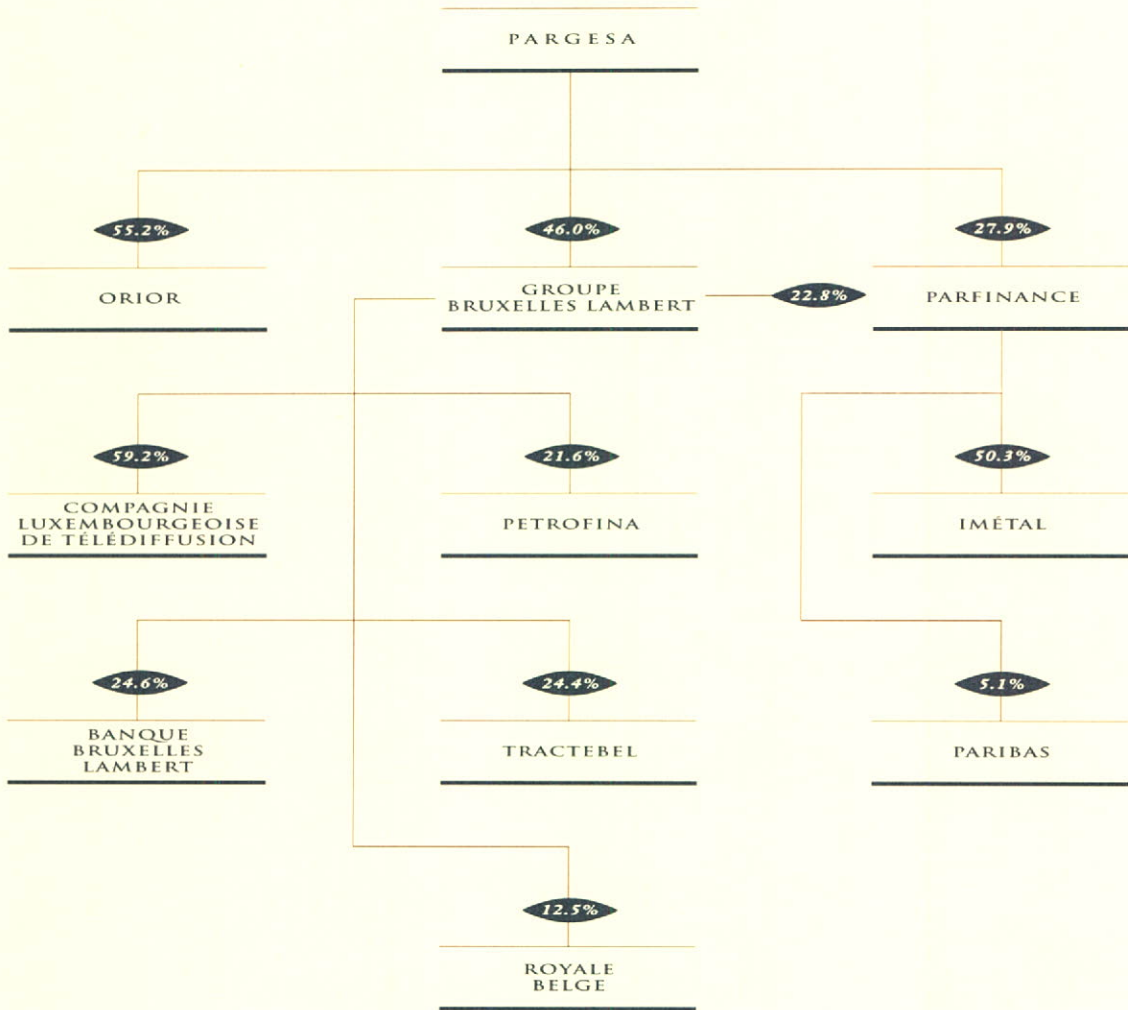 PARGESA
55.2%
46.0%
27.9%
ORIOR
GROUPE
BRUXELLES LAMBERT
22.8%
PARFINANCE
59.2%
21.6%
50.3%
COMPAGNIE
LUXEMBOURGEOISE
DE TÉLÉDIFFUSION
PETROFINA
IMÉTAL
24.6%
24.4%
5.1%
BANQUE
BRUXELLES
LAMBERT
TRACTEBEL
PARIBAS
12.5%
ROYALE
BELGE